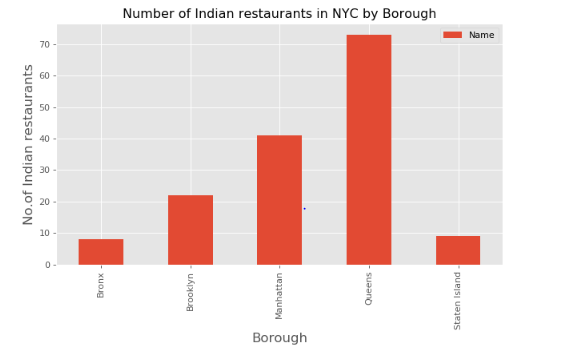 Number of Indian restaurants in NYC by Borough
Name
No.of Indian restaurants
70
60
50
40
30
20
10
0
Bronx
Brooklyn
Manhattan
Queens
Staten Island
Borough